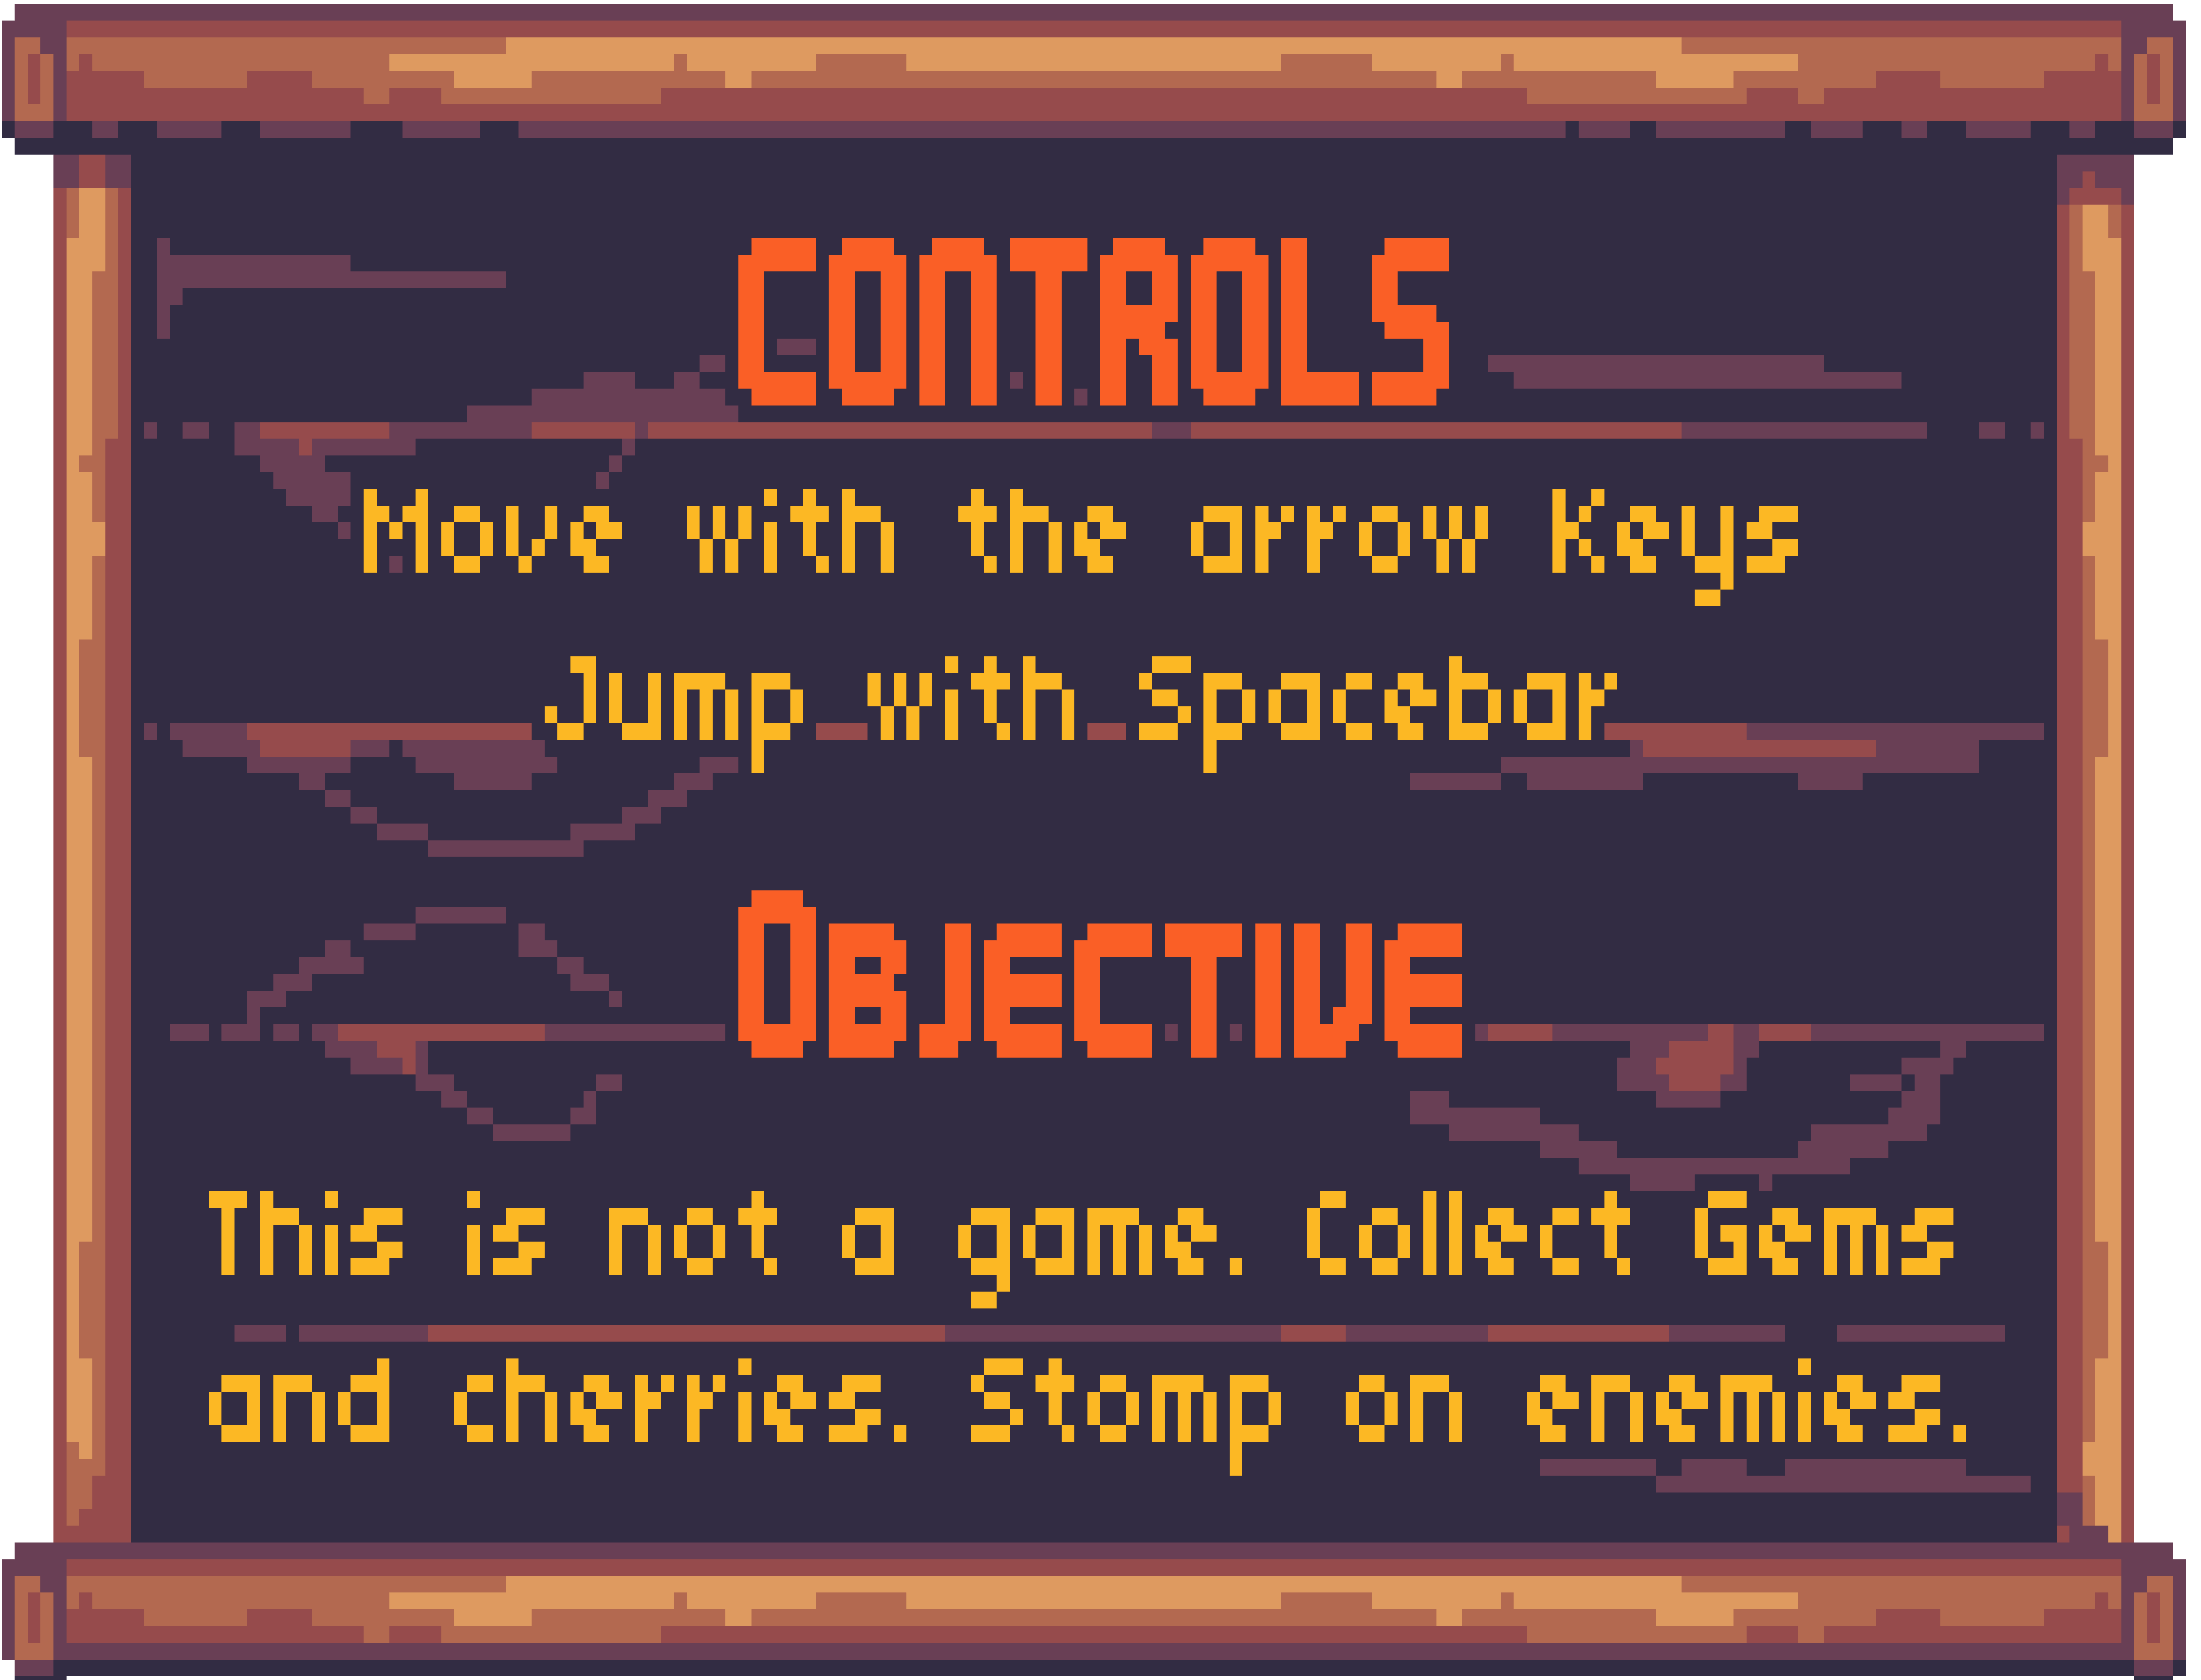 CONTROLS
Move with the arrow keys
Jump with Spacebar
OBJECTIVE
This is not a game. Collect Gems
and cherries. Stomp on enemies.